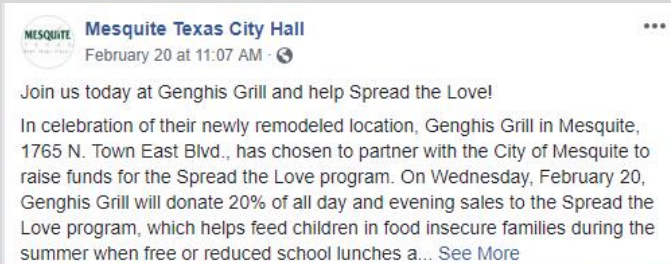 MESQUITE
TEXAS
Mesquite Texas City Hall
February 20 at 11:07 AM ·
Join us today at Genghis Grill and help Spread the Love!
In celebration of their newly remodeled location, Genghis Grill in Mesquite,
1765 N. Town East Blvd., has chosen to partner with the City of Mesquite to
raise funds for the Spread the Love program. On Wednesday, February 20,
Genghis Grill will donate 20% of all day and evening sales to the Spread the
Love program, which helps feed children in food insecure families during the
summer when free or reduced school lunches a... See More